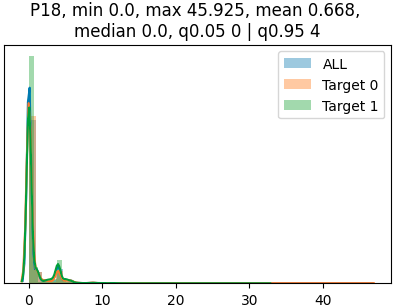 P18, min 0.0, max 45.925, mean 0.668,
median 0.0, q0.05 0 | q0.95 4
ALL
Target 0
Target 1
0 10 20 30 40